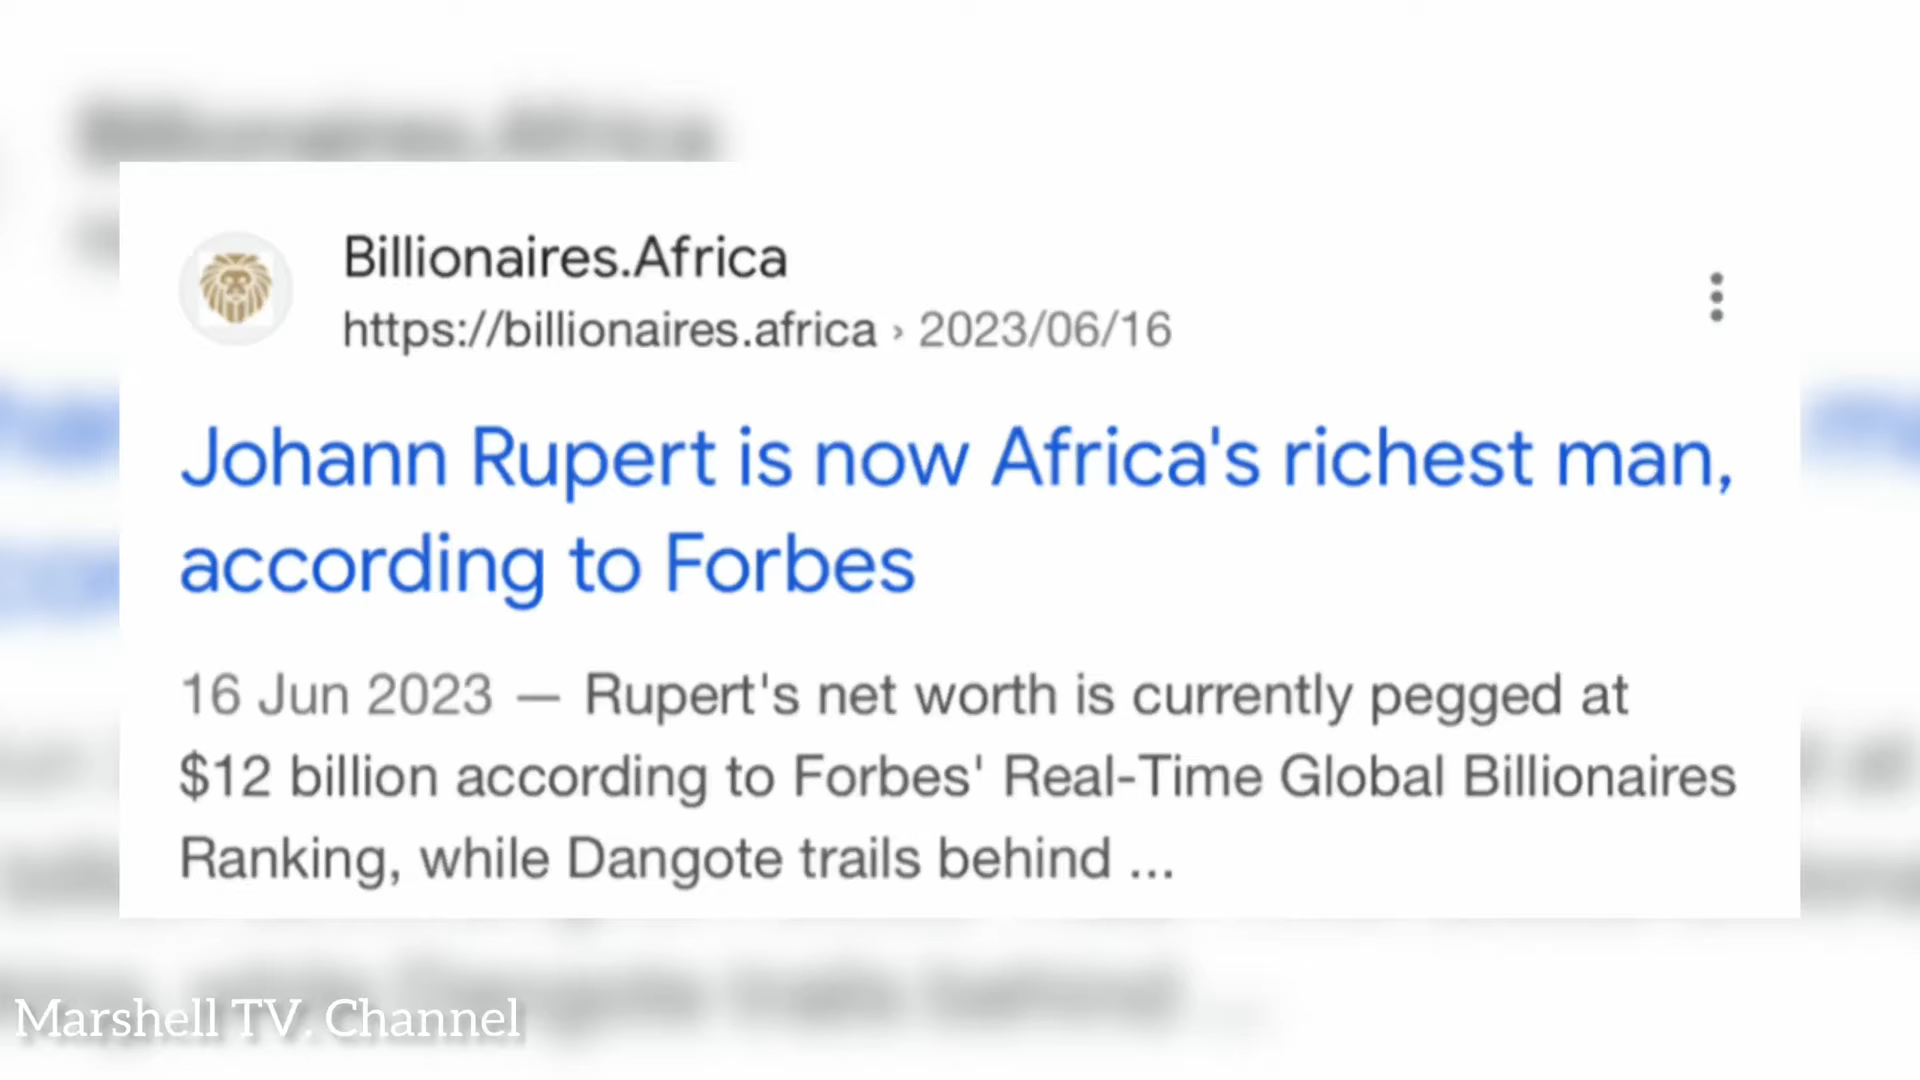 Billionaires.Africa
https://billionaires.africa › 2023/06/16
Johann Rupert is now Africa's richest man,
according to Forbes
16 Jun 2023 — Rupert's net worth is currently pegged at
$12 billion according to Forbes' Real-Time Global Billionaires
Ranking, while Dangote trails behind ...
Marshell TV. Channel